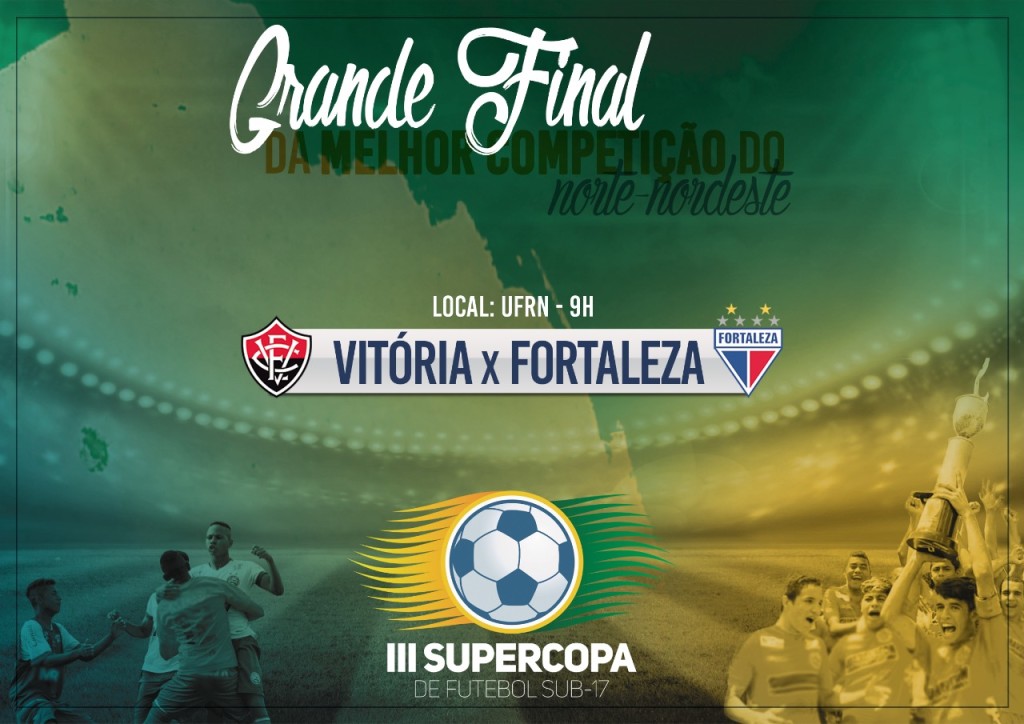 Grande Final
DA MELHOR COMPETIÇÃO DO
norte-nordeste
LOCAL: UFRN - 9H
VITÓRIA x FORTALEZA
FORTALEZA
III SUPERCOPA
DE FUTEBOL SUB-17